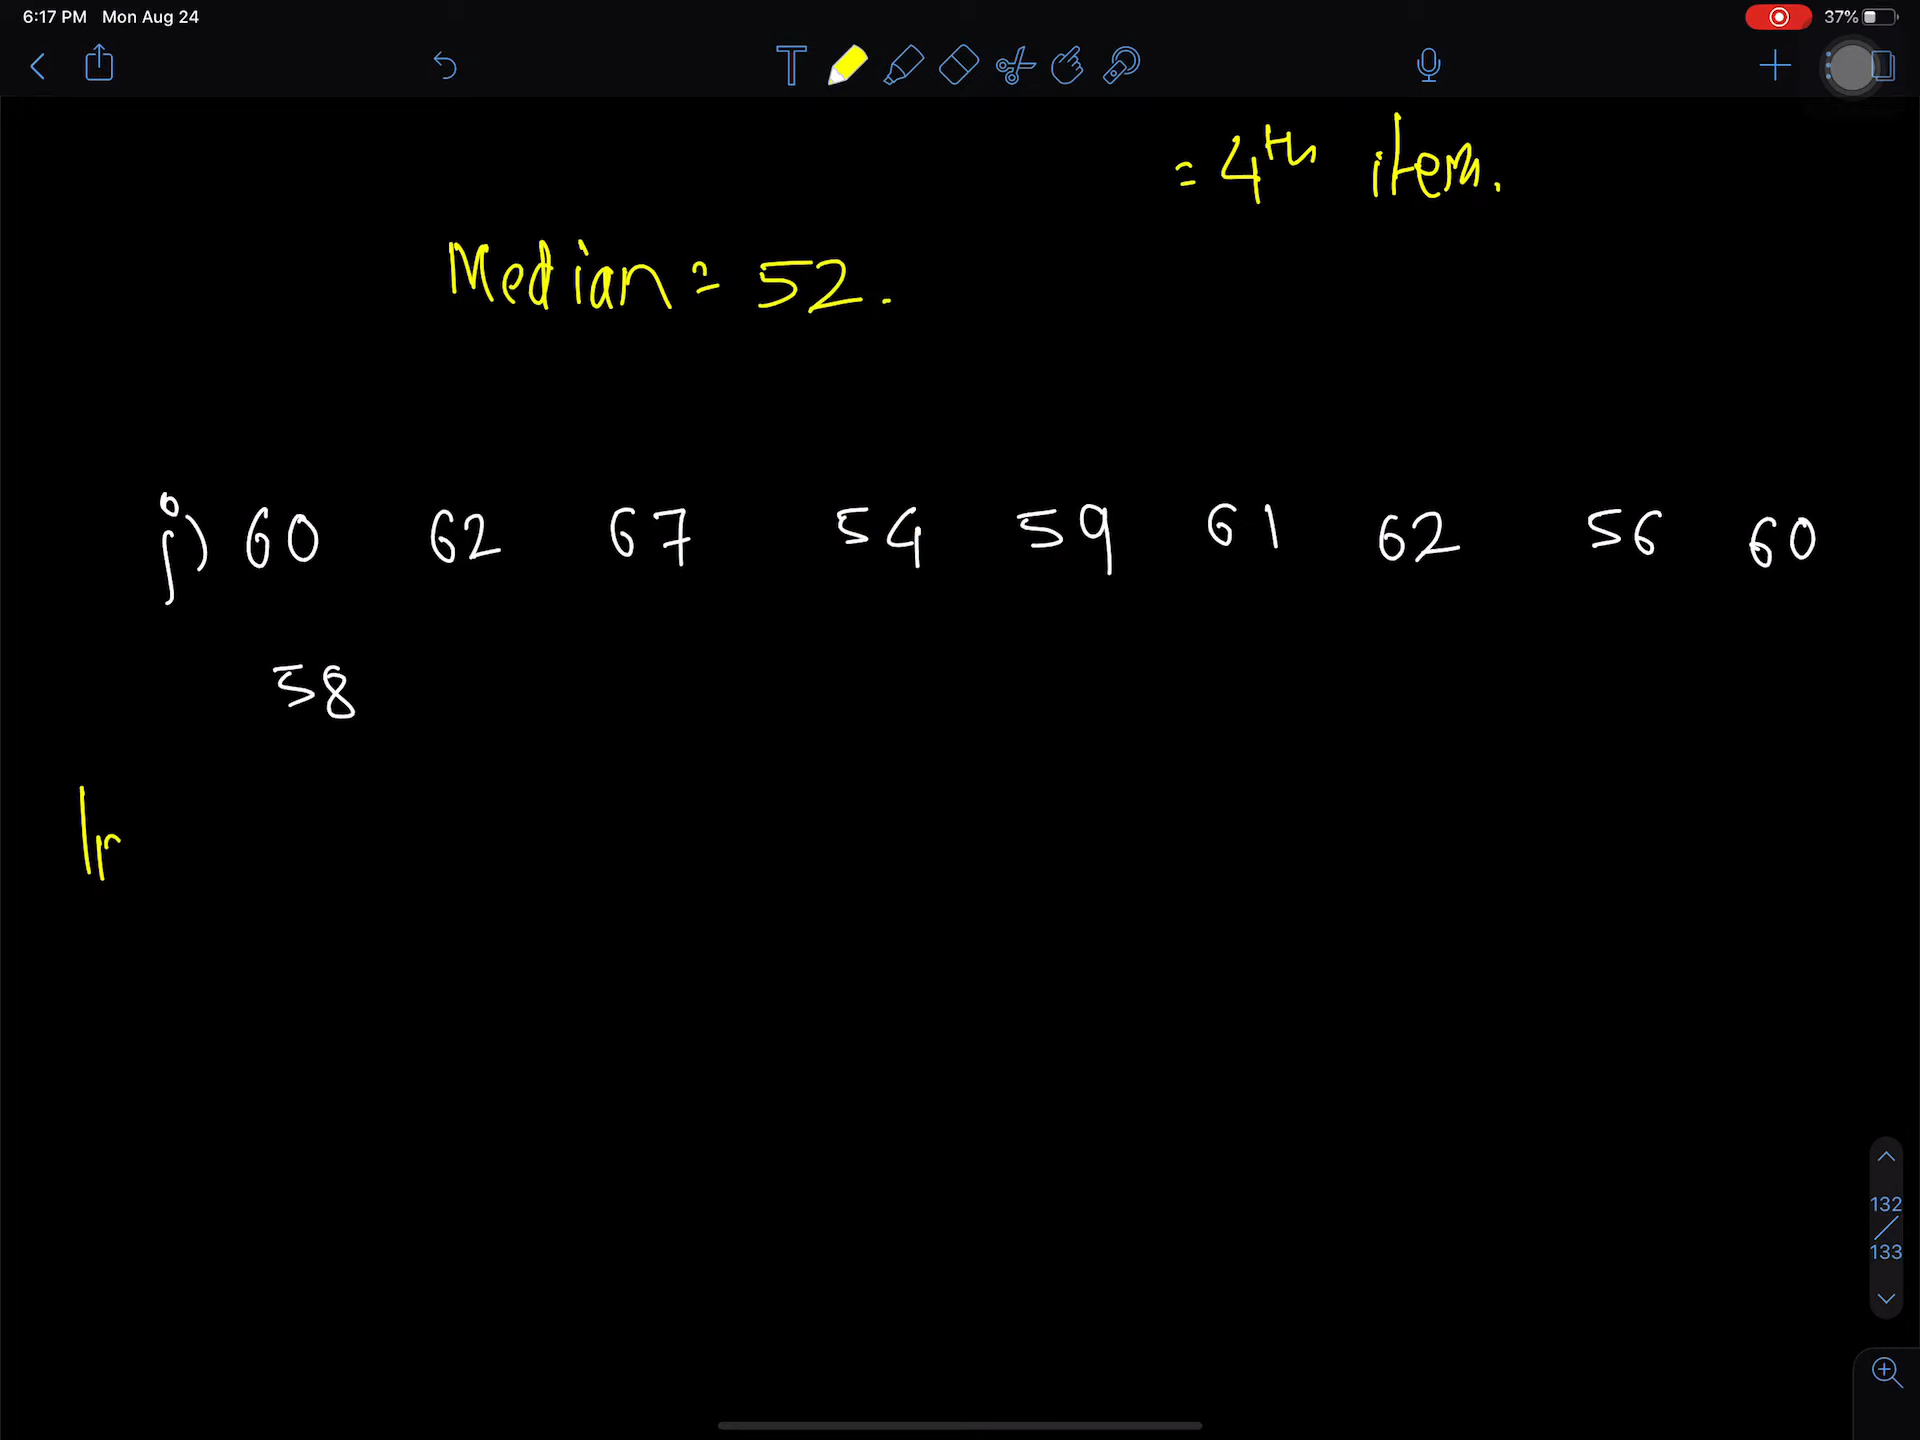 6:17 PM Mon Aug 24 37%
= 4th item.
Median = 52.
j) 60 62 67 54 59 61 62 56 60
58
In
132
133